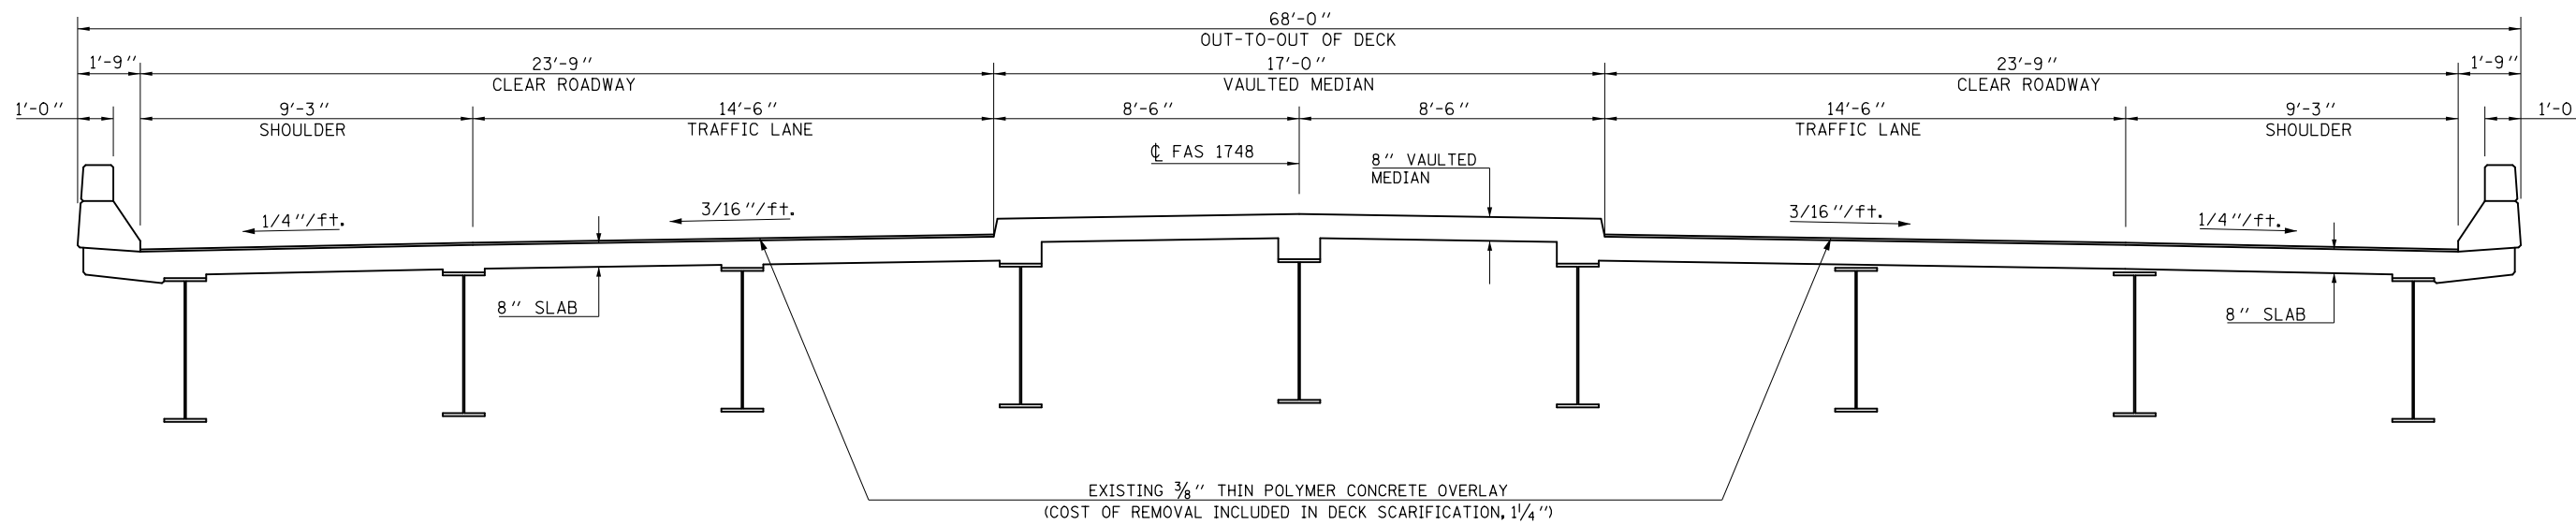 68'-0"
OUT-TO-OUT OF DECK
1'-9" 23'-9" 17'-0" 23'-9" 1'-9"
CLEAR ROADWAY VAULTED MEDIAN CLEAR ROADWAY
1'-0" 9'-3" 14'-6" 8'-6" 8'-6" 14'-6" 9'-3" 1'-0
SHOULDER TRAFFIC LANE TRAFFIC LANE SHOULDER
℄ FAS 1748
8" VAULTED
MEDIAN
1/4"/ft. 3/16"/ft. 3/16"/ft. 1/4"/ft.
8" SLAB 8" SLAB
EXISTING ⅜" THIN POLYMER CONCRETE OVERLAY
(COST OF REMOVAL INCLUDED IN DECK SCARIFICATION, 1¼")